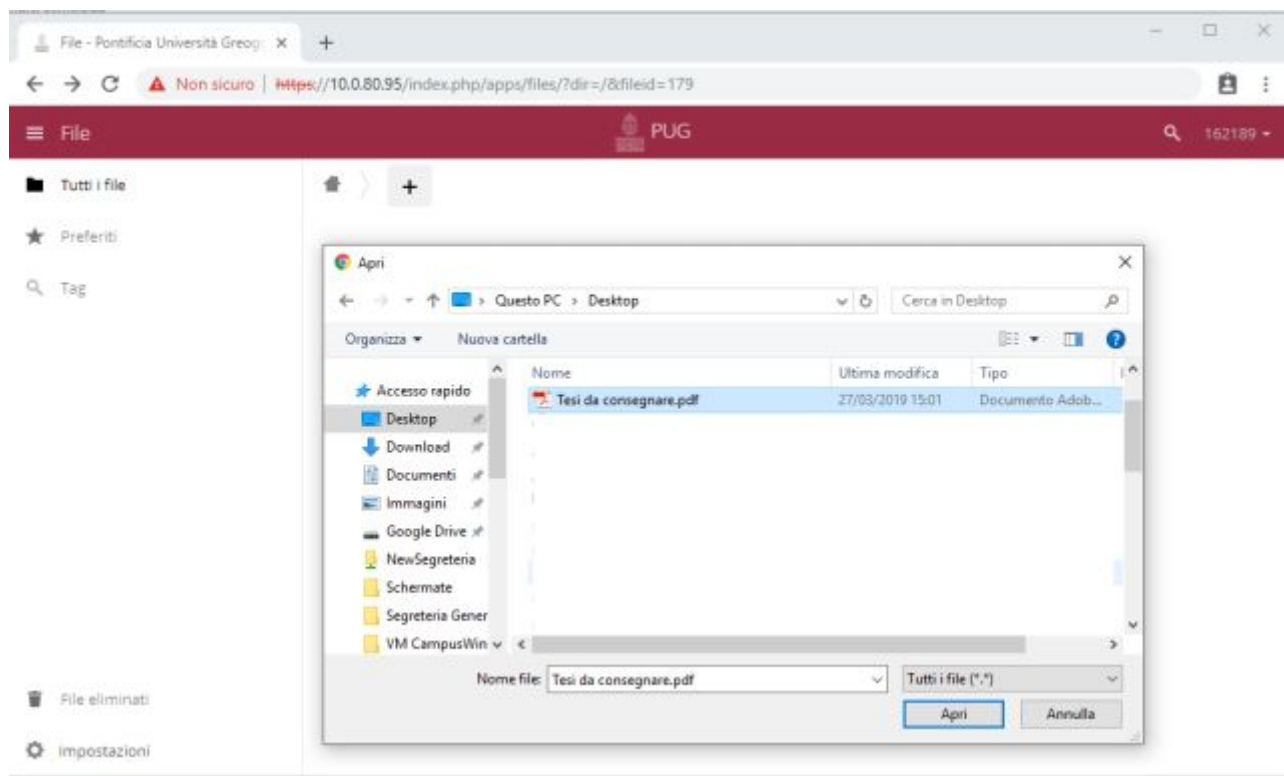 File - Pontificia Università Greog
Non sicuro | https://10.0.80.95/index.php/apps/files/?dir=/&fileid=179
File
PUG
162189
Tutti i file
Preferiti
Tag
Apri
Questo PC > Desktop
Cerca in Desktop
Organizza
Nuova cartella
Nome
Ultima modifica
Tipo
Accesso rapido
Tesi da consegnare.pdf
27/03/2019 15:01
Documento Adob...
Desktop
Download
Documenti
Immagini
Google Drive
NewSegreteria
Schermate
Segreteria Gener
VM CampusWin
Nome file:
Tesi da consegnare.pdf
Tutti i file (*.*)
Apri
Annulla
File eliminati
Impostazioni